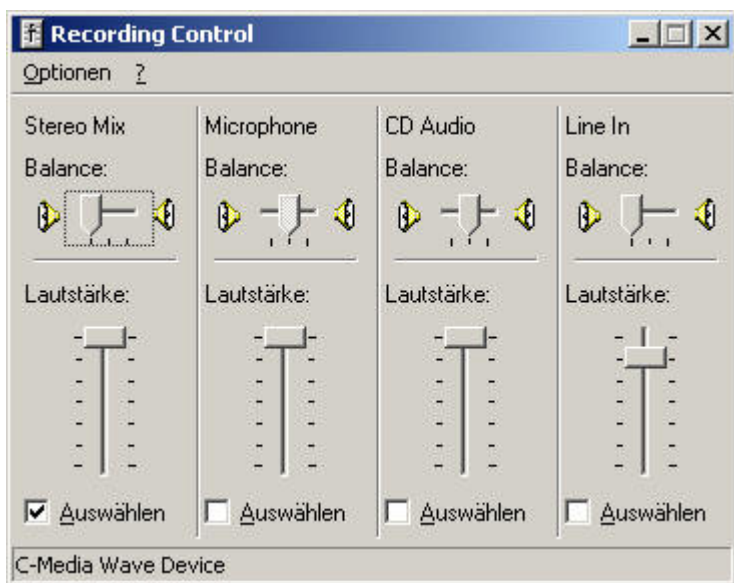 Recording Control
Optionen ?
Stereo Mix Microphone CD Audio Line In
Balance: Balance: Balance: Balance:
Lautstärke: Lautstärke: Lautstärke: Lautstärke:
Auswählen Auswählen Auswählen Auswählen
C-Media Wave Device